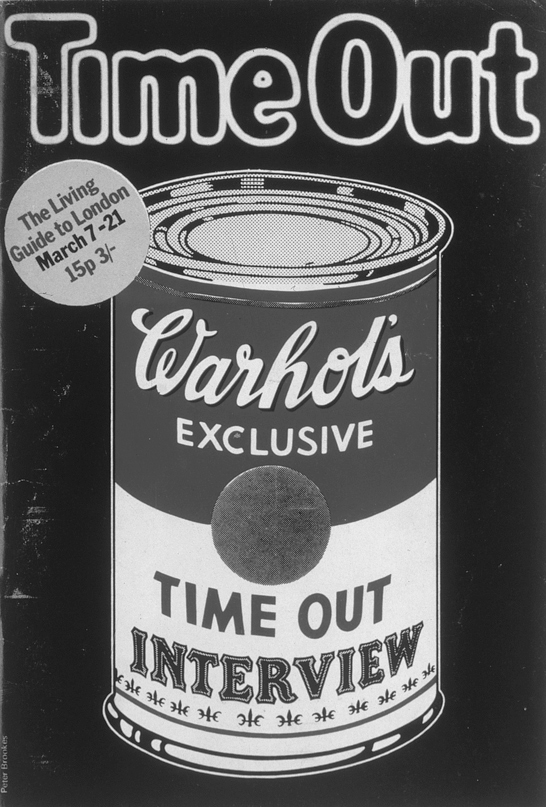 Time Out
The Living
Guide to London
March 7-21
15p 3/-
Warhol's
EXCLUSIVE
TIME OUT
INTERVIEW
Peter Brookes